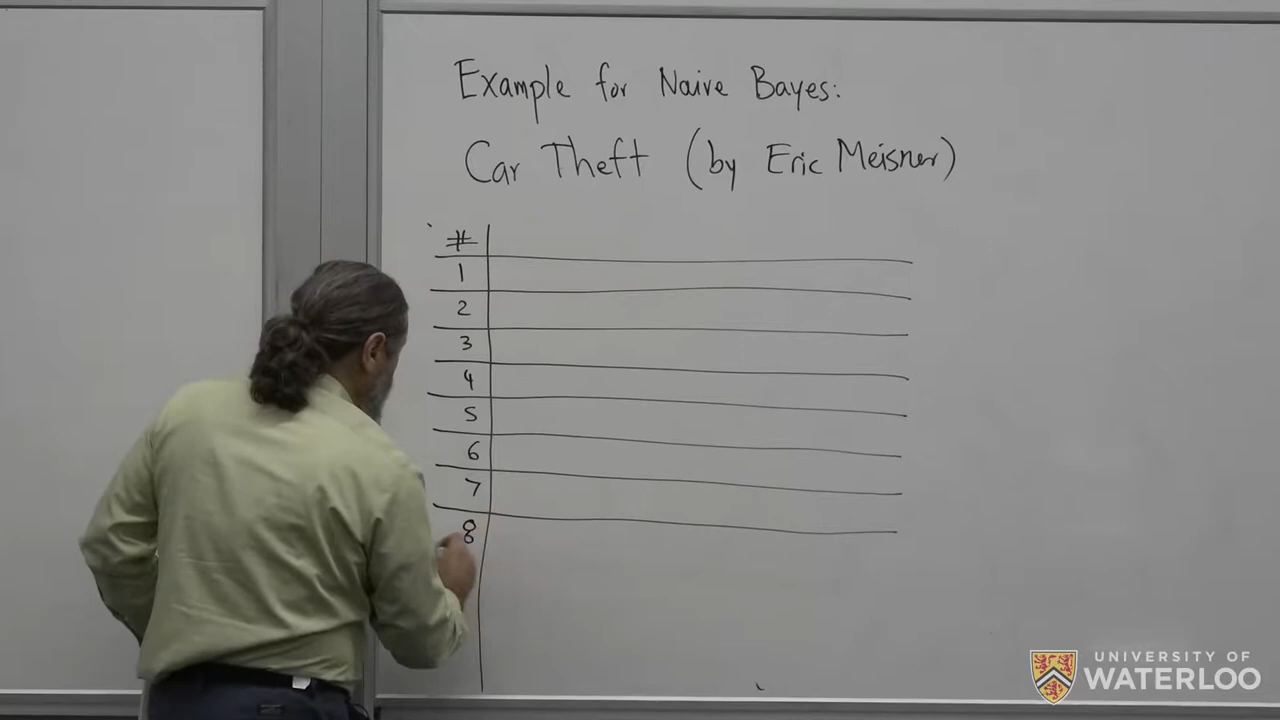 Example for Naive Bayes:
Car Theft (by Eric Meisner)
#
1
2
3
4
5
6
7
8
UNIVERSITY OF
WATERLOO